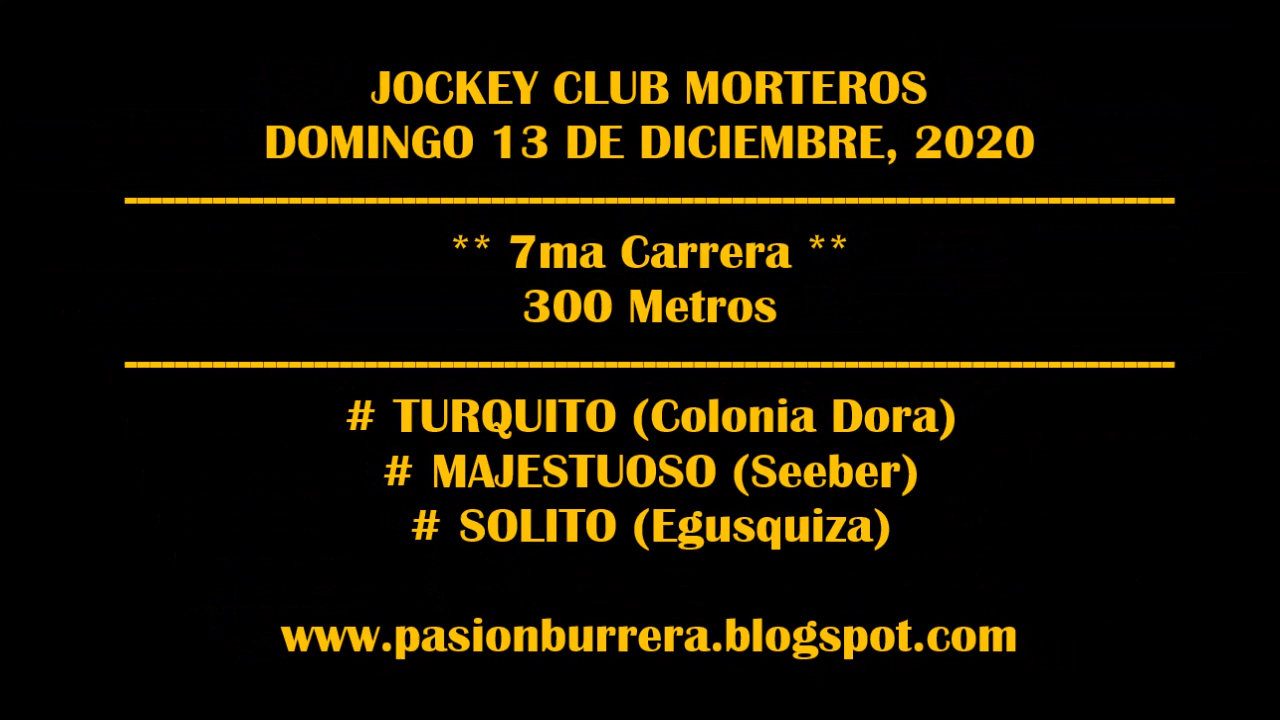 JOCKEY CLUB MORTEROS
DOMINGO 13 DE DICIEMBRE, 2020
** 7ma Carrera **
300 Metros
# TURQUITO (Colonia Dora)
# MAJESTUOSO (Seeber)
# SOLITO (Egusquiza)
www.pasionburrera.blogspot.com